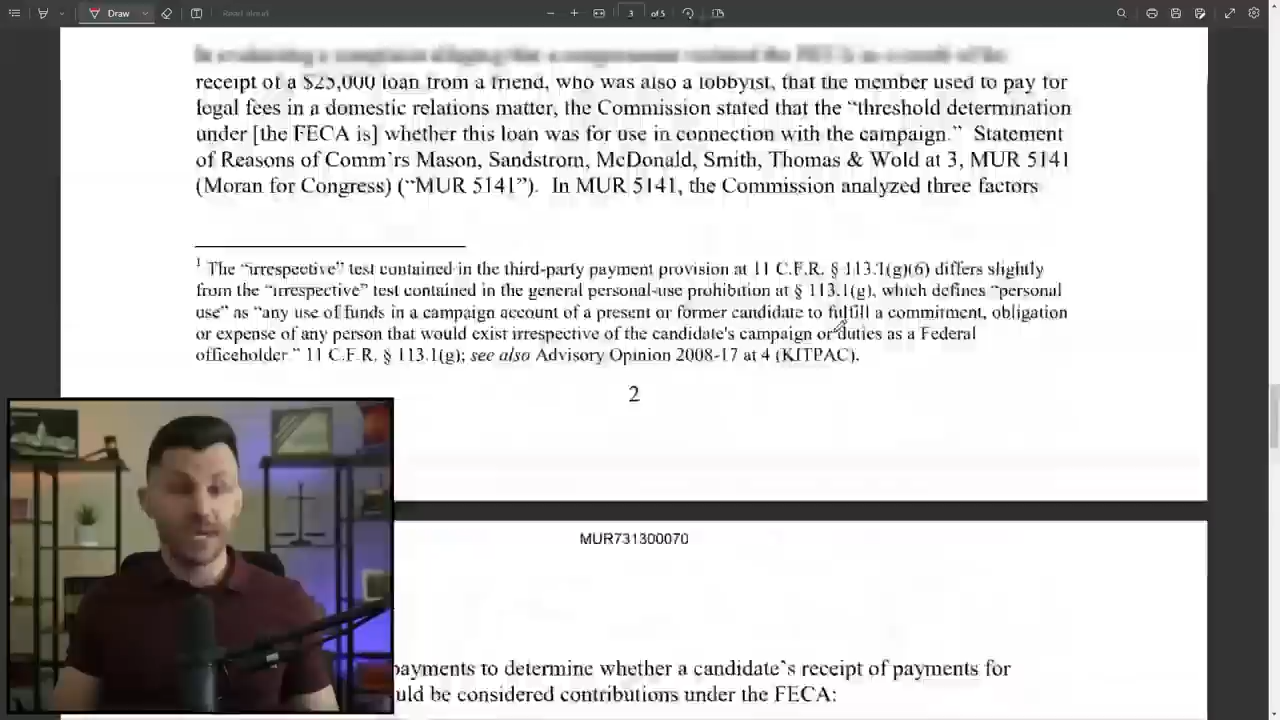 Draw
Read aloud
3 of 5
receipt of a $25,000 loan from a friend, who was also a lobbyist, that the member used to pay for
legal fees in a domestic relations matter, the Commission stated that the “threshold determination
under [the FECA is] whether this loan was for use in connection with the campaign.” Statement
of Reasons of Comm'rs Mason, Sandstrom, McDonald, Smith, Thomas & Wold at 3, MUR 5141
(Moran for Congress) (“MUR 5141”). In MUR 5141, the Commission analyzed three factors
1 The “irrespective” test contained in the third-party payment provision at 11 C.F.R. § 113.1(g)(6) differs slightly
from the “irrespective” test contained in the general personal-use prohibition at § 113.1(g), which defines “personal
use” as “any use of funds in a campaign account of a present or former candidate to fulfill a commitment, obligation
or expense of any person that would exist irrespective of the candidate's campaign or duties as a Federal
officeholder ” 11 C.F.R. § 113.1(g); see also Advisory Opinion 2008-17 at 4 (KITPAC).
2
MUR731300070
payments to determine whether a candidate's receipt of payments for
uld be considered contributions under the FECA: